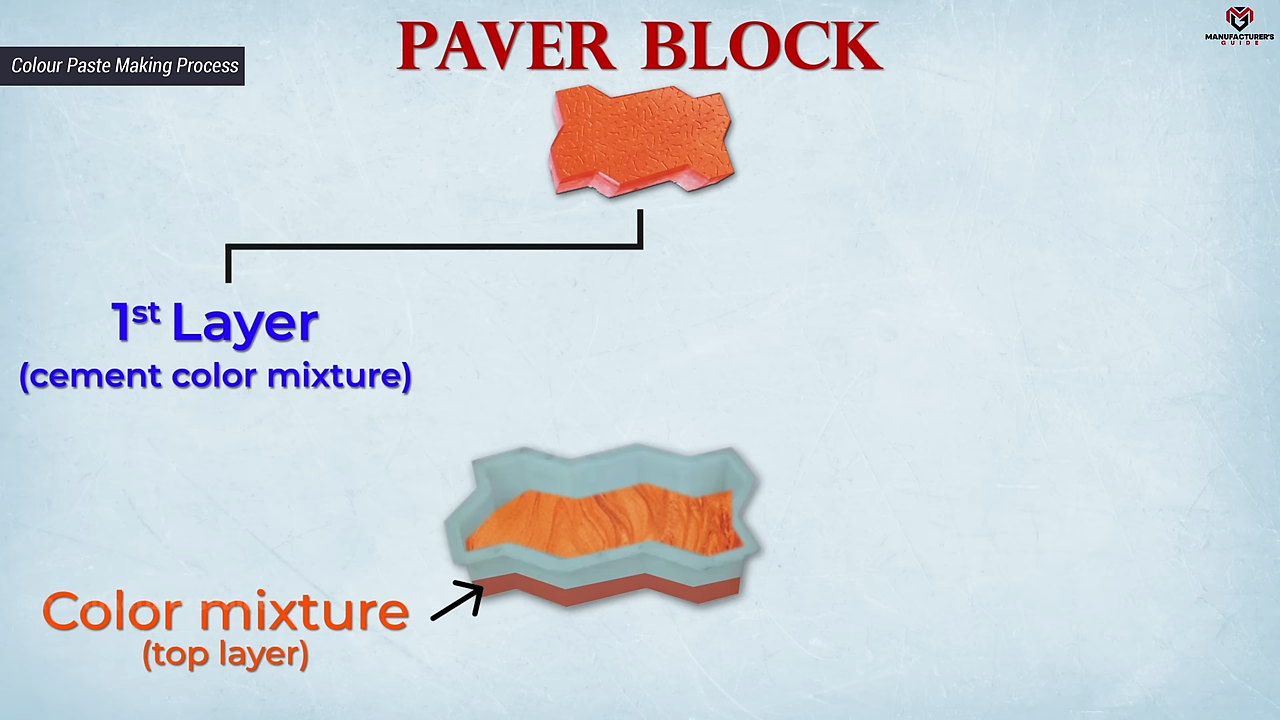 PAVER BLOCK
MANUFACTURER'S
GUIDE
Colour Paste Making Process
1st Layer
(cement color mixture)
Color mixture
(top layer)